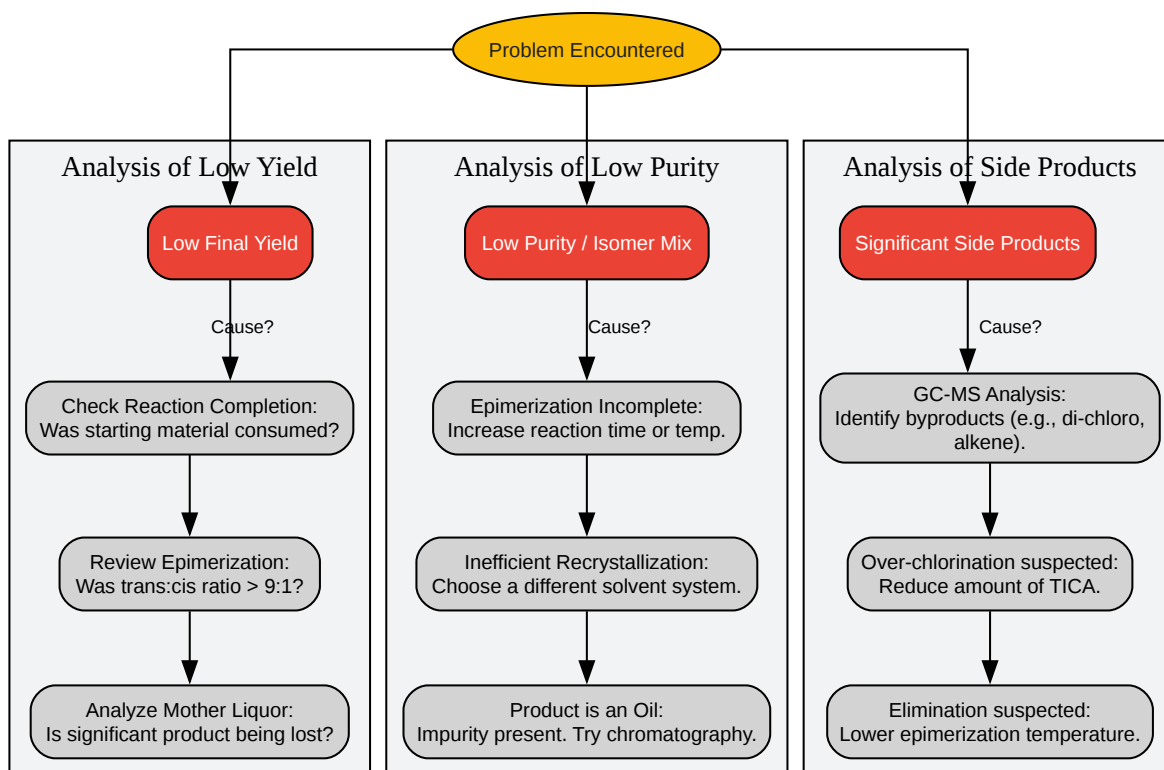 Problem Encountered
Analysis of Low Yield
Low Final Yield
Cause?
Check Reaction Completion:
Was starting material consumed?
Review Epimerization:
Was trans:cis ratio > 9:1?
Analyze Mother Liquor:
Is significant product being lost?
Analysis of Low Purity
Low Purity / Isomer Mix
Cause?
Epimerization Incomplete:
Increase reaction time or temp.
Inefficient Recrystallization:
Choose a different solvent system.
Product is an Oil:
Impurity present. Try chromatography.
Analysis of Side Products
Significant Side Products
Cause?
GC-MS Analysis:
Identify byproducts (e.g., di-chloro,
alkene).
Over-chlorination suspected:
Reduce amount of TICA.
Elimination suspected:
Lower epimerization temperature.